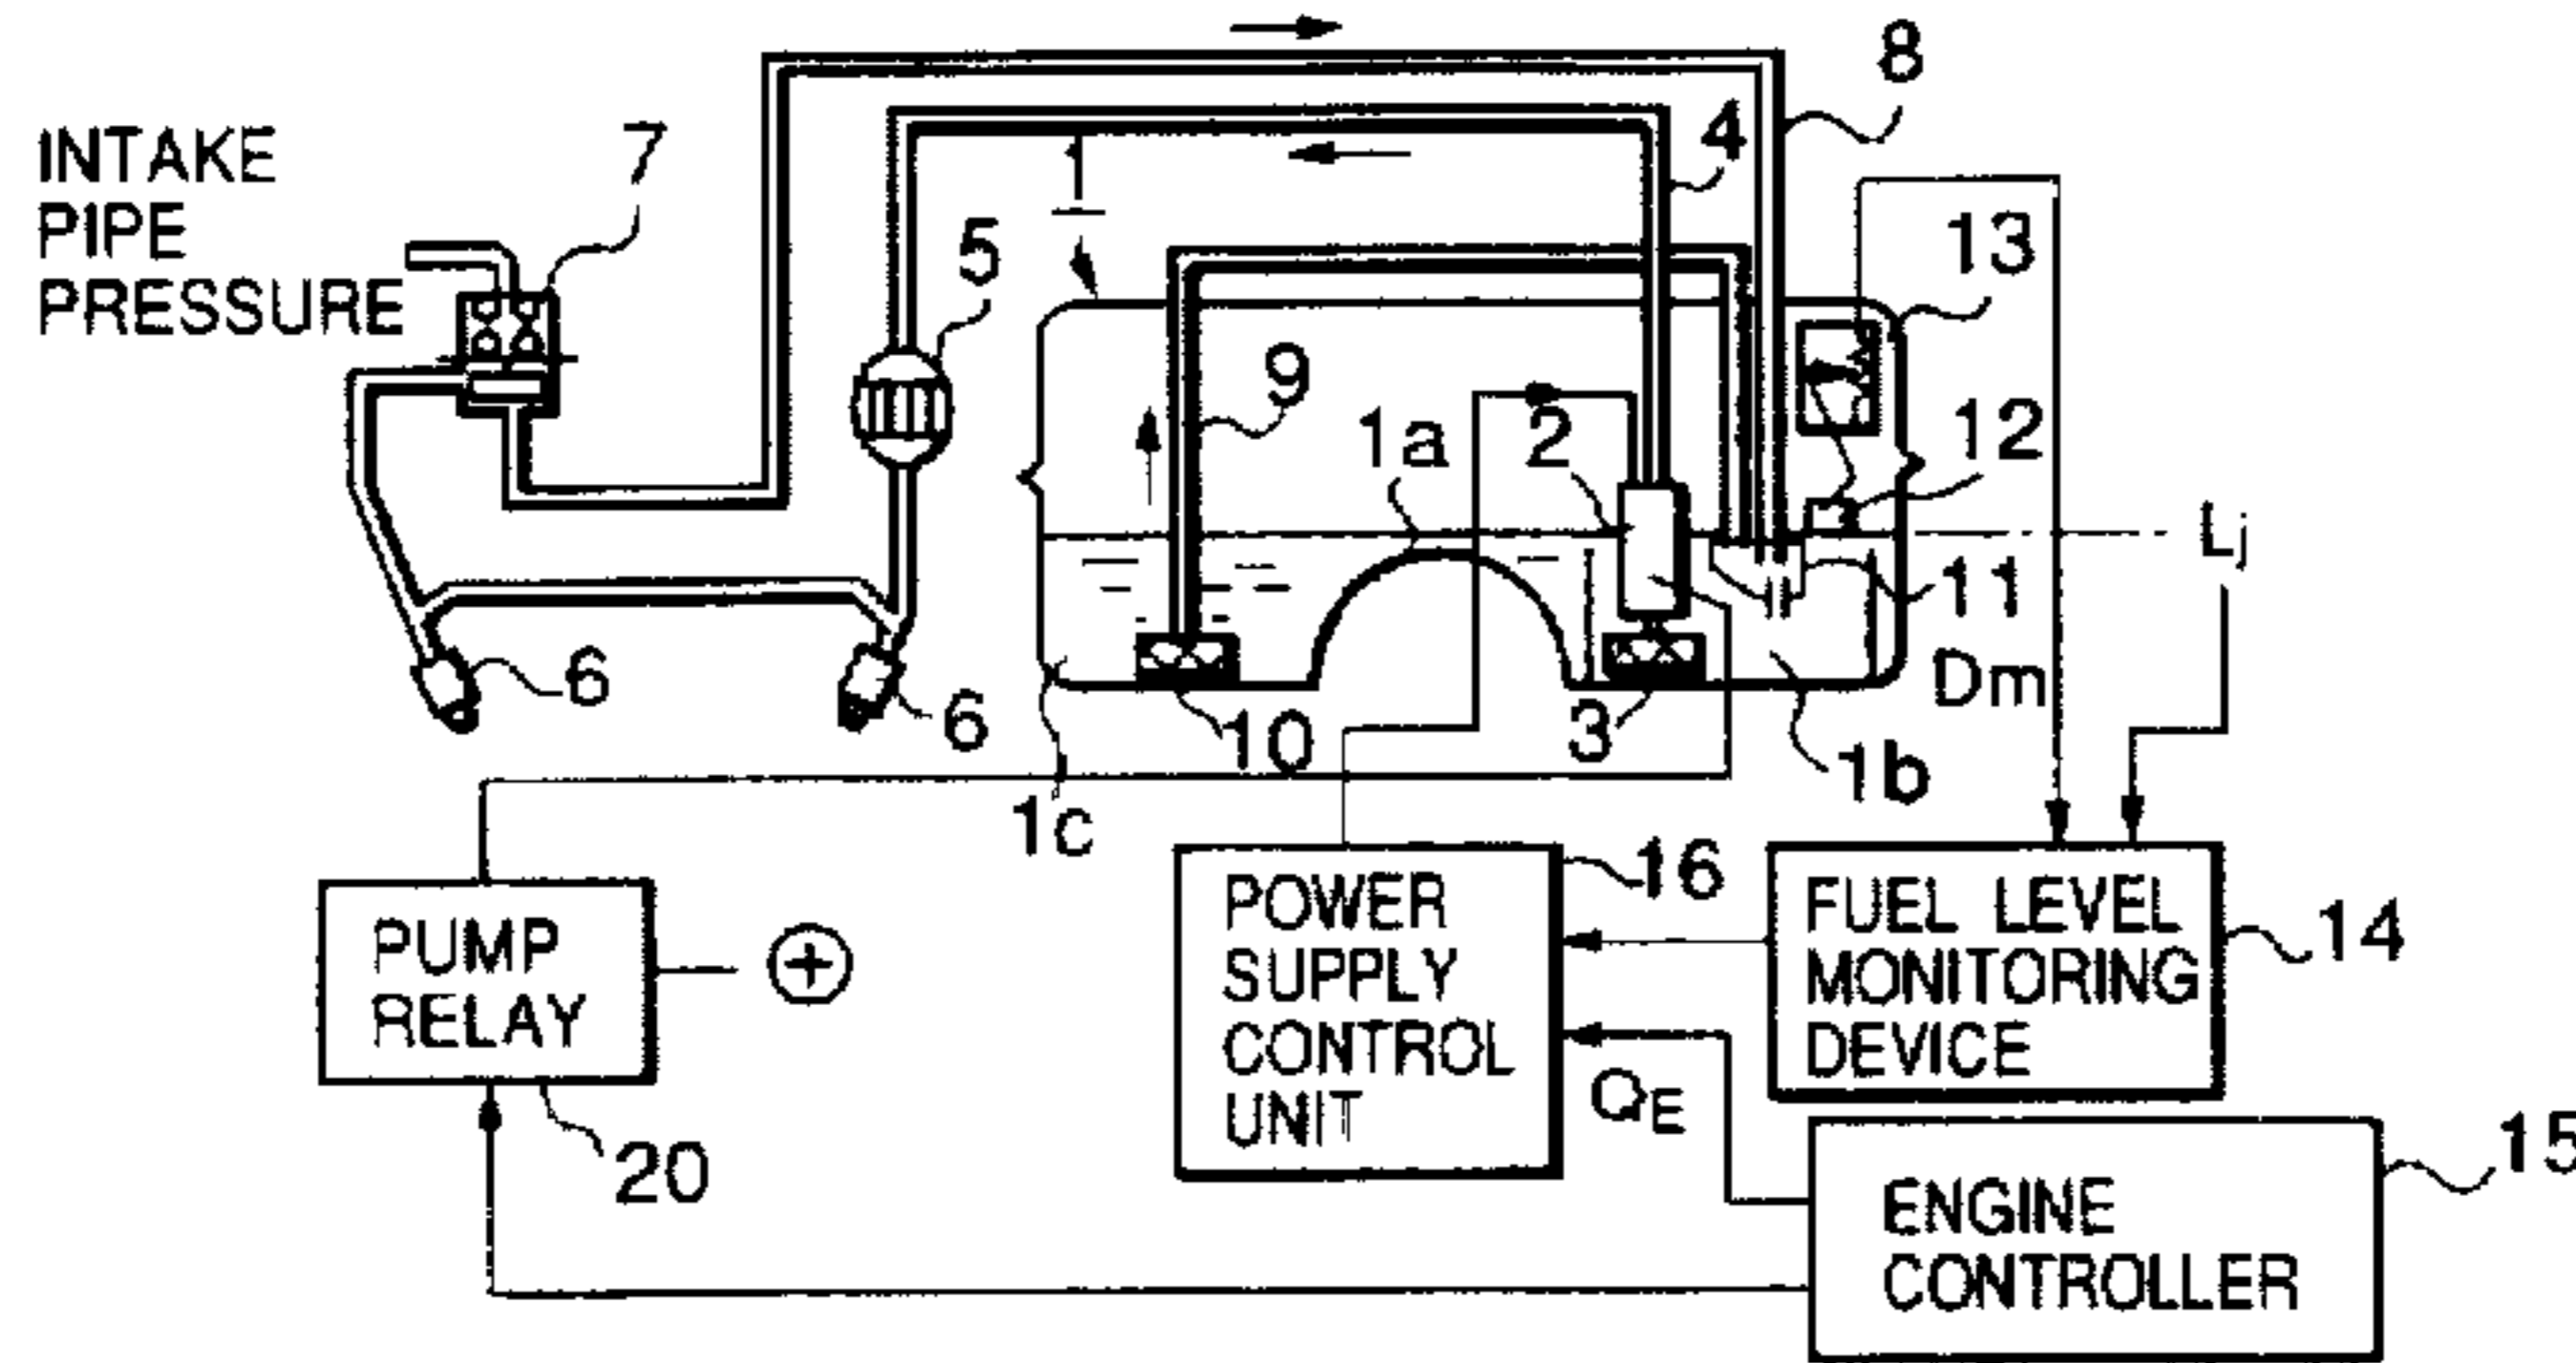 8
INTAKE
PIPE
PRESSURE
7
4
1
5
13
9
1a
2
12
Lj
11
6
6
10
3
Dm
1b
1c
16
POWER
SUPPLY
CONTROL
UNIT
FUEL LEVEL
MONITORING
DEVICE
14
PUMP
RELAY
+
QE
20
15
ENGINE
CONTROLLER